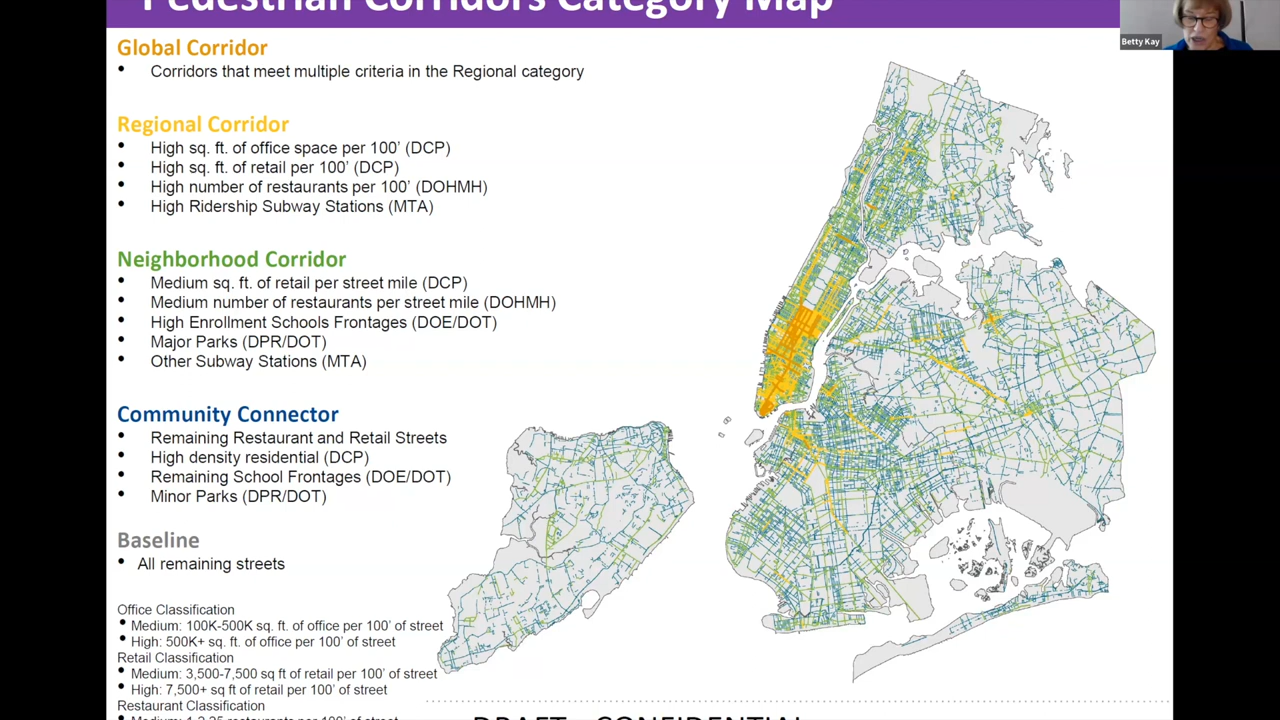 Pedestrian Corridors Category Map
Betty Kay
Global Corridor
• Corridors that meet multiple criteria in the Regional category
Regional Corridor
• High sq. ft. of office space per 100' (DCP)
• High sq. ft. of retail per 100' (DCP)
• High number of restaurants per 100' (DOHMH)
• High Ridership Subway Stations (MTA)
Neighborhood Corridor
• Medium sq. ft. of retail per street mile (DCP)
• Medium number of restaurants per street mile (DOHMH)
• High Enrollment Schools Frontages (DOE/DOT)
• Major Parks (DPR/DOT)
• Other Subway Stations (MTA)
Community Connector
• Remaining Restaurant and Retail Streets
• High density residential (DCP)
• Remaining School Frontages (DOE/DOT)
• Minor Parks (DPR/DOT)
Baseline
• All remaining streets
Office Classification
• Medium: 100K-500K sq. ft. of office per 100' of street
• High: 500K+ sq. ft. of office per 100' of street
Retail Classification
• Medium: 3,500-7,500 sq ft of retail per 100' of street
• High: 7,500+ sq ft of retail per 100' of street
Restaurant Classification
• Medium: restaurants per 100' of street
DRAFT - CONFIDENTIAL